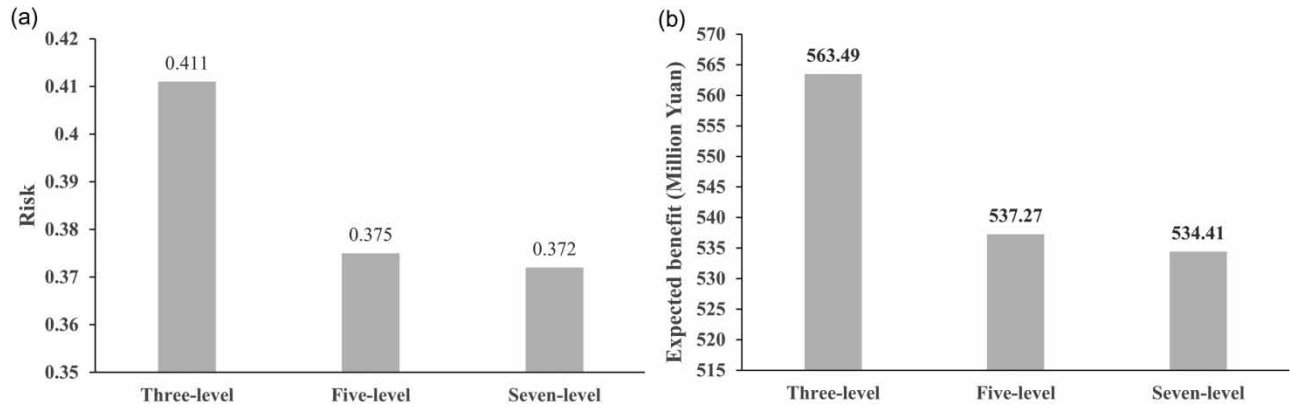 (a)
Risk
0.42
0.41
0.4
0.39
0.38
0.37
0.36
0.35
0.411
0.375
0.372
Three-level
Five-level
Seven-level
(b)
Expected benefit (Million Yuan)
570
565
560
555
550
545
540
535
530
525
520
515
563.49
537.27
534.41
Three-level
Five-level
Seven-level